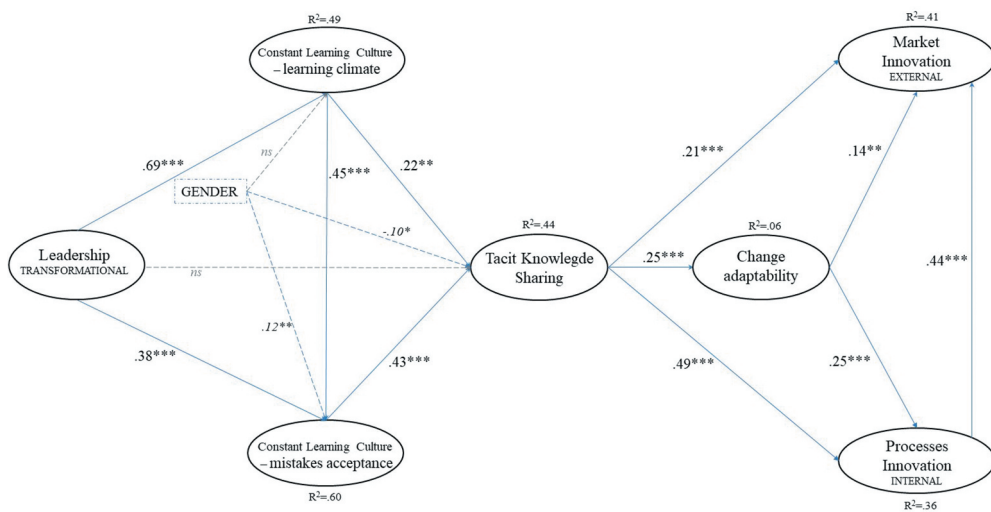 R²=.49
Constant Learning Culture
– learning climate
R²=.41
Market
Innovation
EXTERNAL
.69***
ns
.45***
.22**
.21***
.14**
GENDER
-.10*
Leadership
TRANSFORMATIONAL
ns
R²=.44
Tacit Knowlegde
Sharing
.25***
R²=.06
Change
adaptability
.44***
.12**
.38***
.43***
.49***
.25***
Constant Learning Culture
– mistakes acceptance
R²=.60
Processes
Innovation
INTERNAL
R²=.36